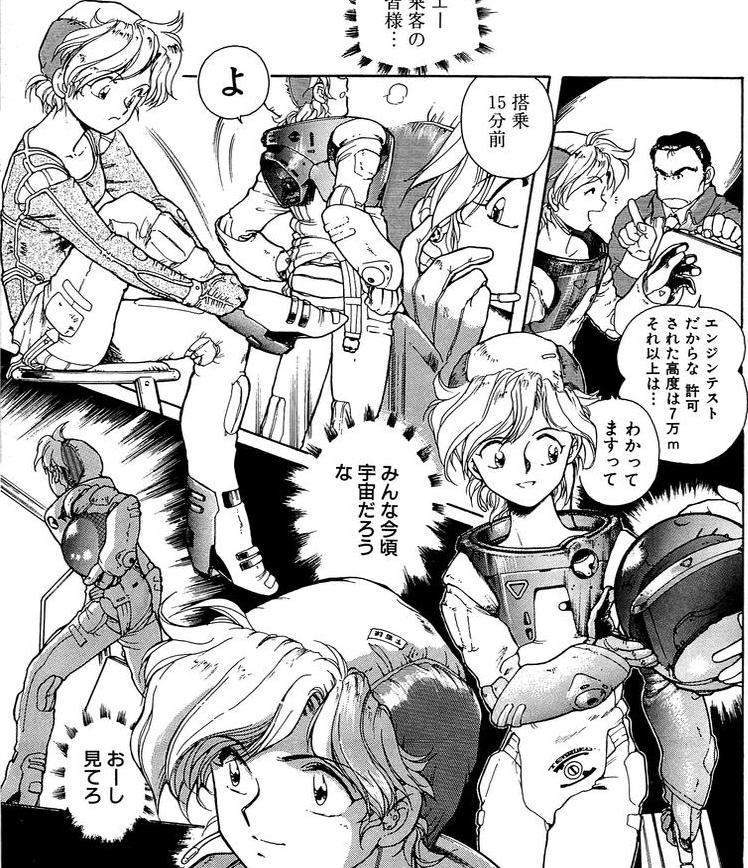 エー
乗客の
皆様…
搭乗
15分前
よ
エンジンテスト
だからな 許可
された高度は7万m
それ以上は…
わかって
ますって
みんな今頃
宇宙だろう
な
おーし
見てろ